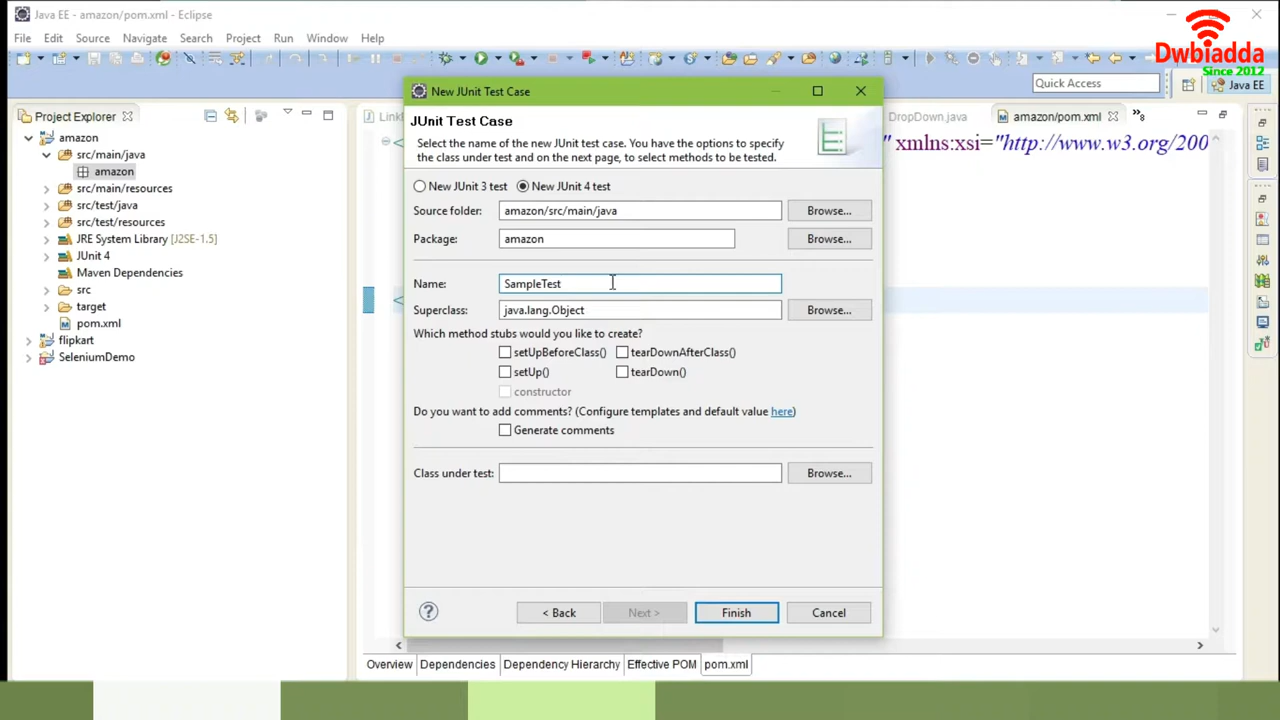 Java EE - amazon/pom.xml - Eclipse
Dwbiadda
Since 2012
File Edit Source Navigate Search Project Run Window Help
Quick Access
Java EE
Project Explorer
amazon
src/main/java
amazon
src/main/resources
src/test/java
src/test/resources
JRE System Library [J2SE-1.5]
JUnit 4
Maven Dependencies
src
target
pom.xml
flipkart
SeleniumDemo
DropDown.java
amazon/pom.xml
8
" xmlns:xsi="http://www.w3.org/200
New JUnit Test Case
JUnit Test Case
Select the name of the new JUnit test case. You have the options to specify
the class under test and on the next page, to select methods to be tested.
New JUnit 3 test New JUnit 4 test
Source folder: amazon/src/main/java Browse...
Package: amazon Browse...
Name: SampleTest
Superclass: java.lang.Object Browse...
Which method stubs would you like to create?
setUpBeforeClass() tearDownAfterClass()
setUp() tearDown()
constructor
Do you want to add comments? (Configure templates and default value here)
Generate comments
Class under test: Browse...
? < Back Next > Finish Cancel
Overview Dependencies Dependency Hierarchy Effective POM pom.xml